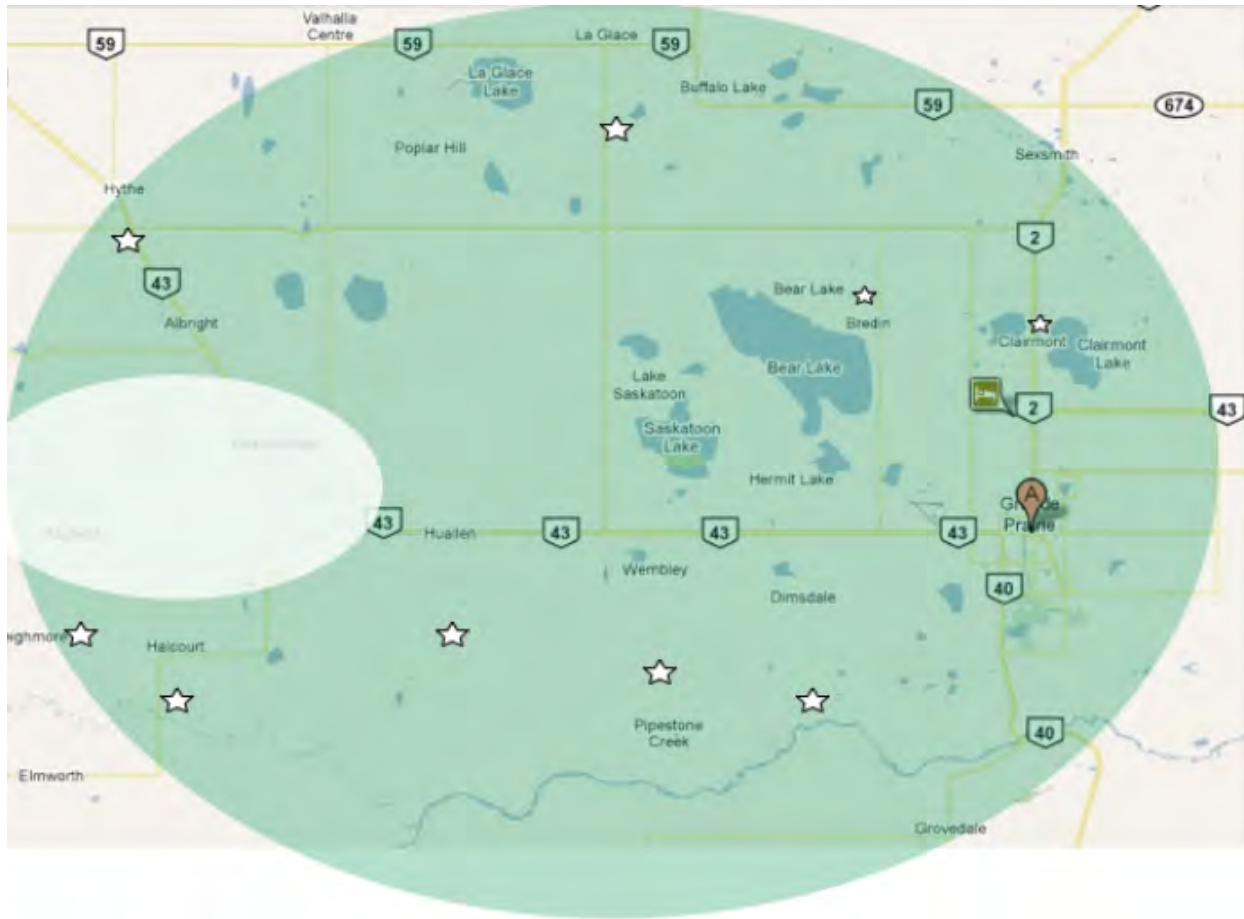 Valhalla
Centre
La Glace
59
59
59
La Glace
Lake
Buffalo Lake
59
674
Poplar Hill
Sexsmith
Hythe
2
43
Bear Lake
Albright
Bredin
Clairmont
Clairmont
Lake
Bear Lake
Lake
Saskatoon
2
43
Saskatoon
Lake
Hermit Lake
A
Prairie
43
Huallen
43
43
43
Wembley
Dimsdale
40
eighmore
Halcourt
Pipestone
Creek
40
Elmworth
Grovedale